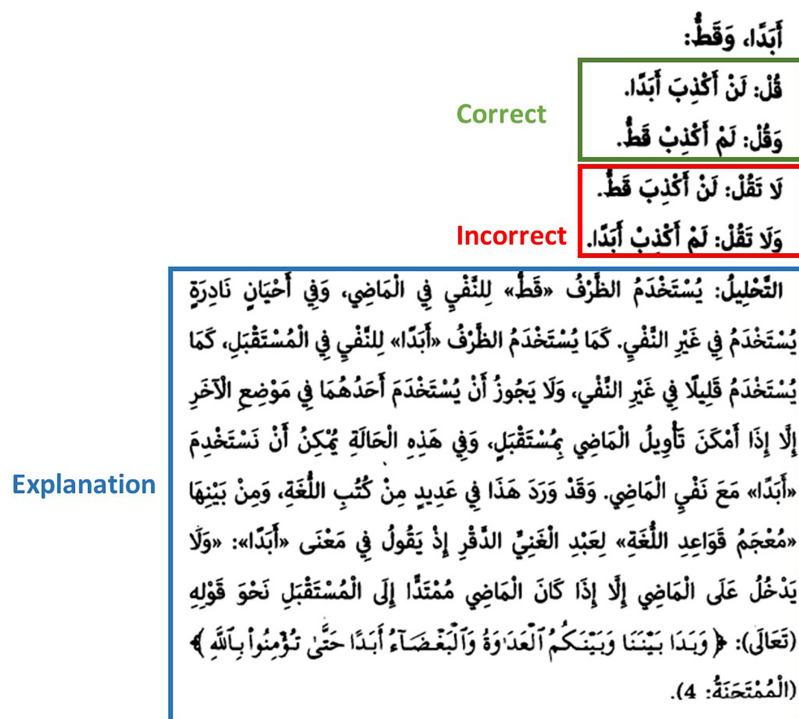 أَبَدًا، وَقَطُّ:
قُلْ: لَنْ أَكْذِبَ أَبَدًا.
Correct
وَقُلْ: لَمْ أَكْذِبْ قَطُّ.
لَا تَقُلْ: لَنْ أَكْذِبَ قَطُّ.
Incorrect
وَلَا تَقُلْ: لَمْ أَكْذِبْ أَبَدًا.
التَّحْلِيلُ: يُسْتَخْدَمُ الظَّرْفُ «قَطُّ» لِلنَّفْيِ فِي الْمَاضِي، وَفِي أَحْيَانٍ نَادِرَةٍ
يُسْتَخْدَمُ فِي غَيْرِ النَّفْيِ. كَمَا يُسْتَخْدَمُ الظَّرْفُ «أَبَدًا» لِلنَّفْيِ فِي الْمُسْتَقْبَلِ، كَمَا
يُسْتَخْدَمُ قَلِيلًا فِي غَيْرِ النَّفْيِ، وَلَا يَجُوزُ أَنْ يُسْتَخْدَمَ أَحَدُهُمَا فِي مَوْضِعِ الْآخَرِ
إِلَّا إِذَا أَمْكَنَ تَأْوِيلُ الْمَاضِي بِمُسْتَقْبَلٍ، وَفِي هَذِهِ الْحَالَةِ يُمْكِنُ أَنْ نَسْتَخْدِمَ
Explanation
«أَبَدًا» مَعَ نَفْيِ الْمَاضِي. وَقَدْ وَرَدَ هَذَا فِي عَدِيدٍ مِنْ كُتُبِ اللُّغَةِ، وَمِنْ بَيْنِهَا
«مُعْجَمُ قَوَاعِدِ اللُّغَةِ» لِعَبْدِ الْغَنِيِّ الدَّقْرِ إِذْ يَقُولُ فِي مَعْنَى «أَبَدًا»: «وَلَا
يَدْخُلُ عَلَى الْمَاضِي إِلَّا إِذَا كَانَ الْمَاضِي مُمْتَدًّا إِلَى الْمُسْتَقْبَلِ نَحْوَ قَوْلِهِ
(تَعَالَى): ﴿وَبَدَا بَيْنَنَا وَبَيْنَكُمُ ٱلْعَدَٰوَةُ وَٱلْبَغْضَآءُ أَبَدًا حَتَّىٰ تُؤْمِنُوا۟ بِٱللَّهِ﴾
(الْمُمْتَحَنَةُ: 4).